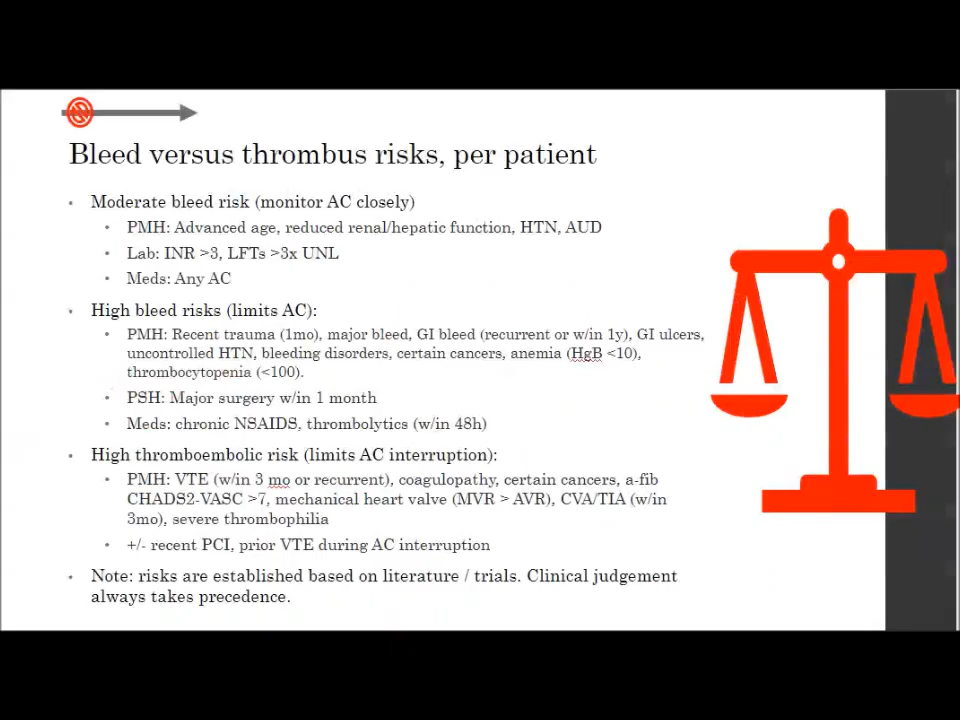 Bleed versus thrombus risks, per patient
Moderate bleed risk (monitor AC closely)
PMH: Advanced age, reduced renal/hepatic function, HTN, AUD
Lab: INR >3, LFTs >3x UNL
Meds: Any AC
High bleed risks (limits AC):
PMH: Recent trauma (1mo), major bleed, GI bleed (recurrent or w/in 1y), GI ulcers,
uncontrolled HTN, bleeding disorders, certain cancers, anemia (HgB <10),
thrombocytopenia (<100).
PSH: Major surgery w/in 1 month
Meds: chronic NSAIDS, thrombolytics (w/in 48h)
High thromboembolic risk (limits AC interruption):
PMH: VTE (w/in 3 mo or recurrent), coagulopathy, certain cancers, a-fib
CHADS2-VASC >7, mechanical heart valve (MVR > AVR), CVA/TIA (w/in
3mo), severe thrombophilia
+/- recent PCI, prior VTE during AC interruption
Note: risks are established based on literature / trials. Clinical judgement
always takes precedence.